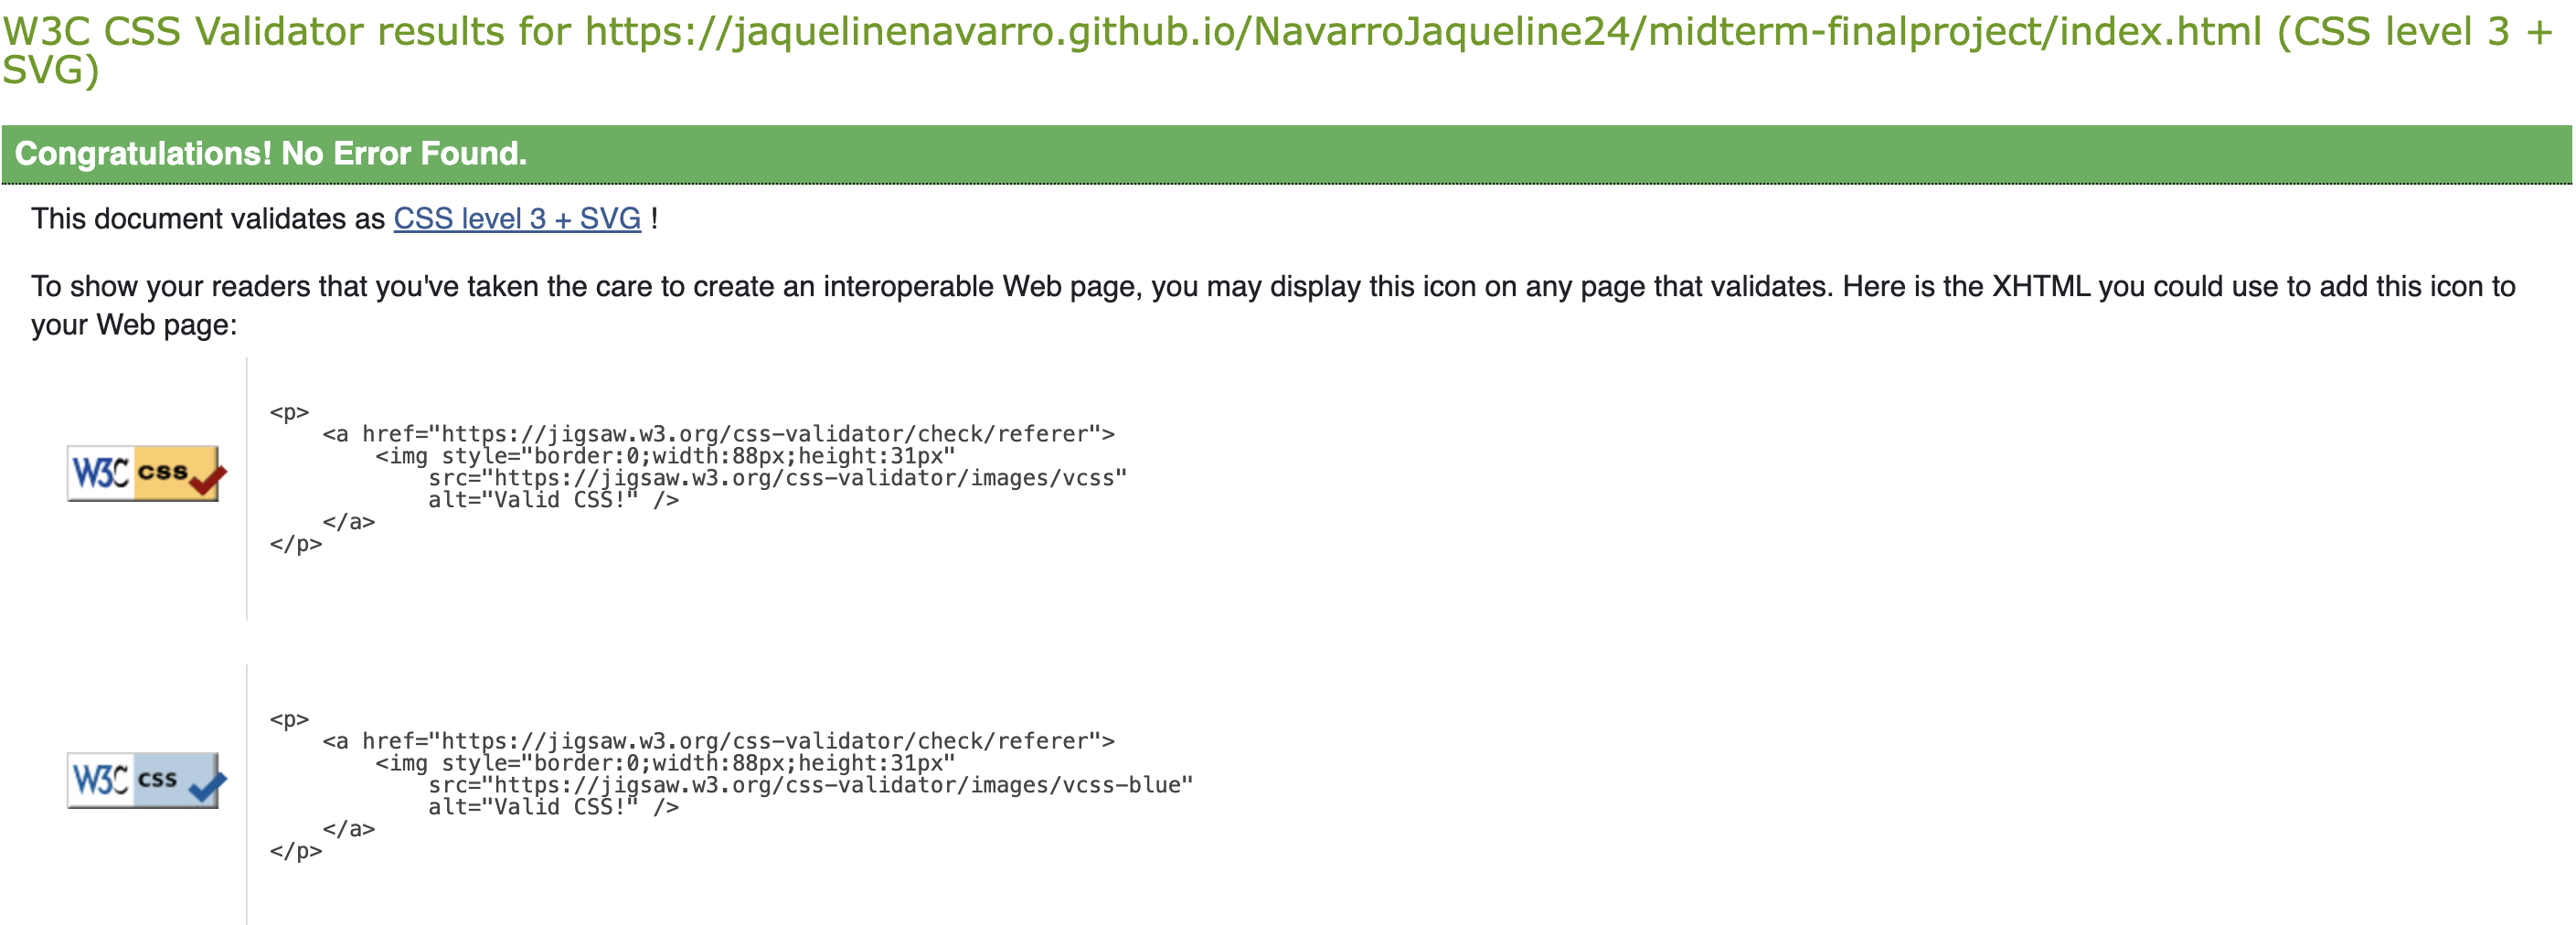 W3C CSS Validator results for https://jaquelinenavarro.github.io/NavarroJaqueline24/midterm-finalproject/index.html (CSS level 3 +
SVG)
Congratulations! No Error Found.
This document validates as CSS level 3 + SVG !
To show your readers that you've taken the care to create an interoperable Web page, you may display this icon on any page that validates. Here is the XHTML you could use to add this icon to
your Web page:
<p>
    <a href="https://jigsaw.w3.org/css-validator/check/referer">
W3C css
        <img style="border:0;width:88px;height:31px"
            src="https://jigsaw.w3.org/css-validator/images/vcss"
            alt="Valid CSS!" />
    </a>
</p>
<p>
    <a href="https://jigsaw.w3.org/css-validator/check/referer">
W3C css
        <img style="border:0;width:88px;height:31px"
            src="https://jigsaw.w3.org/css-validator/images/vcss-blue"
            alt="Valid CSS!" />
    </a>
</p>